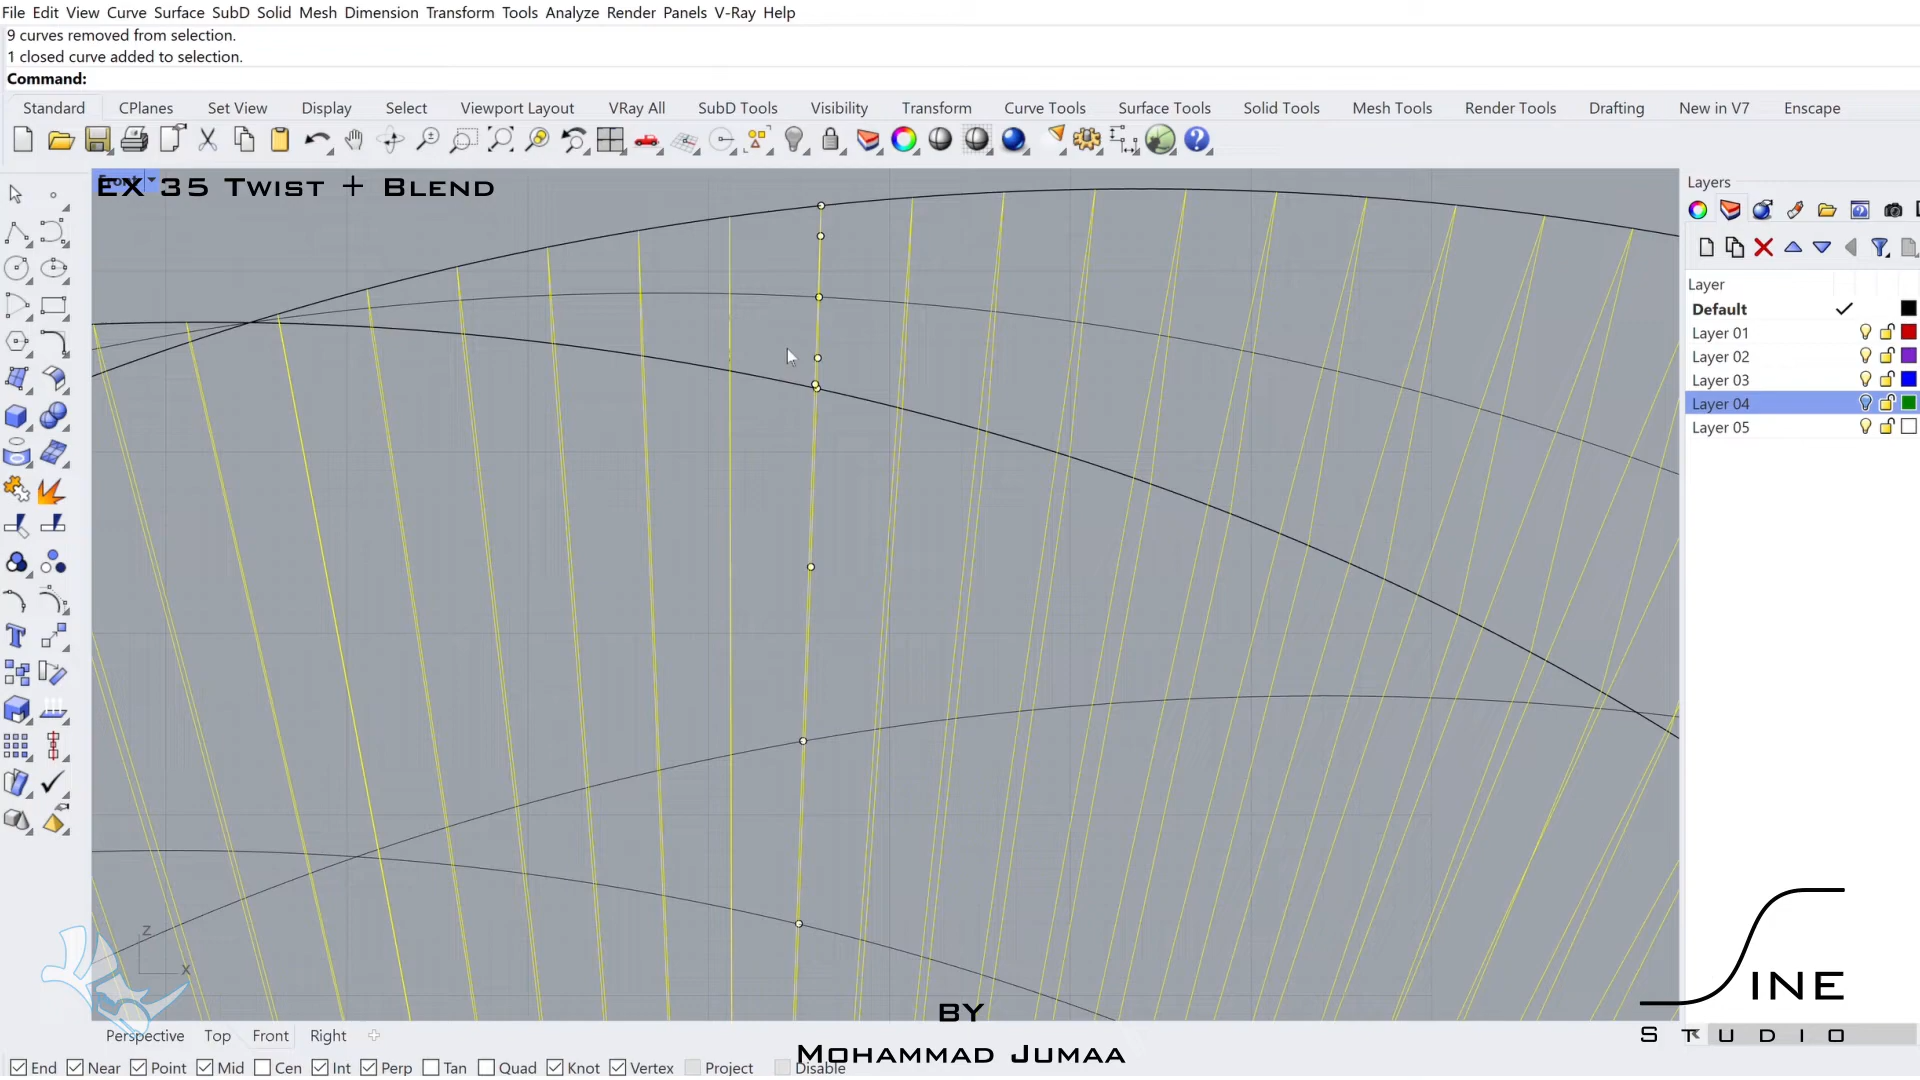 File Edit View Curve Surface SubD Solid Mesh Dimension Transform Tools Analyze Render Panels V-Ray Help
9 curves removed from selection.
1 closed curve added to selection.
Command:
Standard CPlanes Set View Display Select Viewport Layout VRay All SubD Tools Visibility Transform Curve Tools Surface Tools Solid Tools Mesh Tools Render Tools Drafting New in V7 Enscape
Front
EX 35 Twist + Blend
Layers
Layer
Default
Layer 01
Layer 02
Layer 03
Layer 04
Layer 05
Z
X
INE
STUDIO
BY
MOHAMMAD JUMAA
Perspective Top Front Right
End Near Point Mid Cen Int Perp Tan Quad Knot Vertex Project Disable